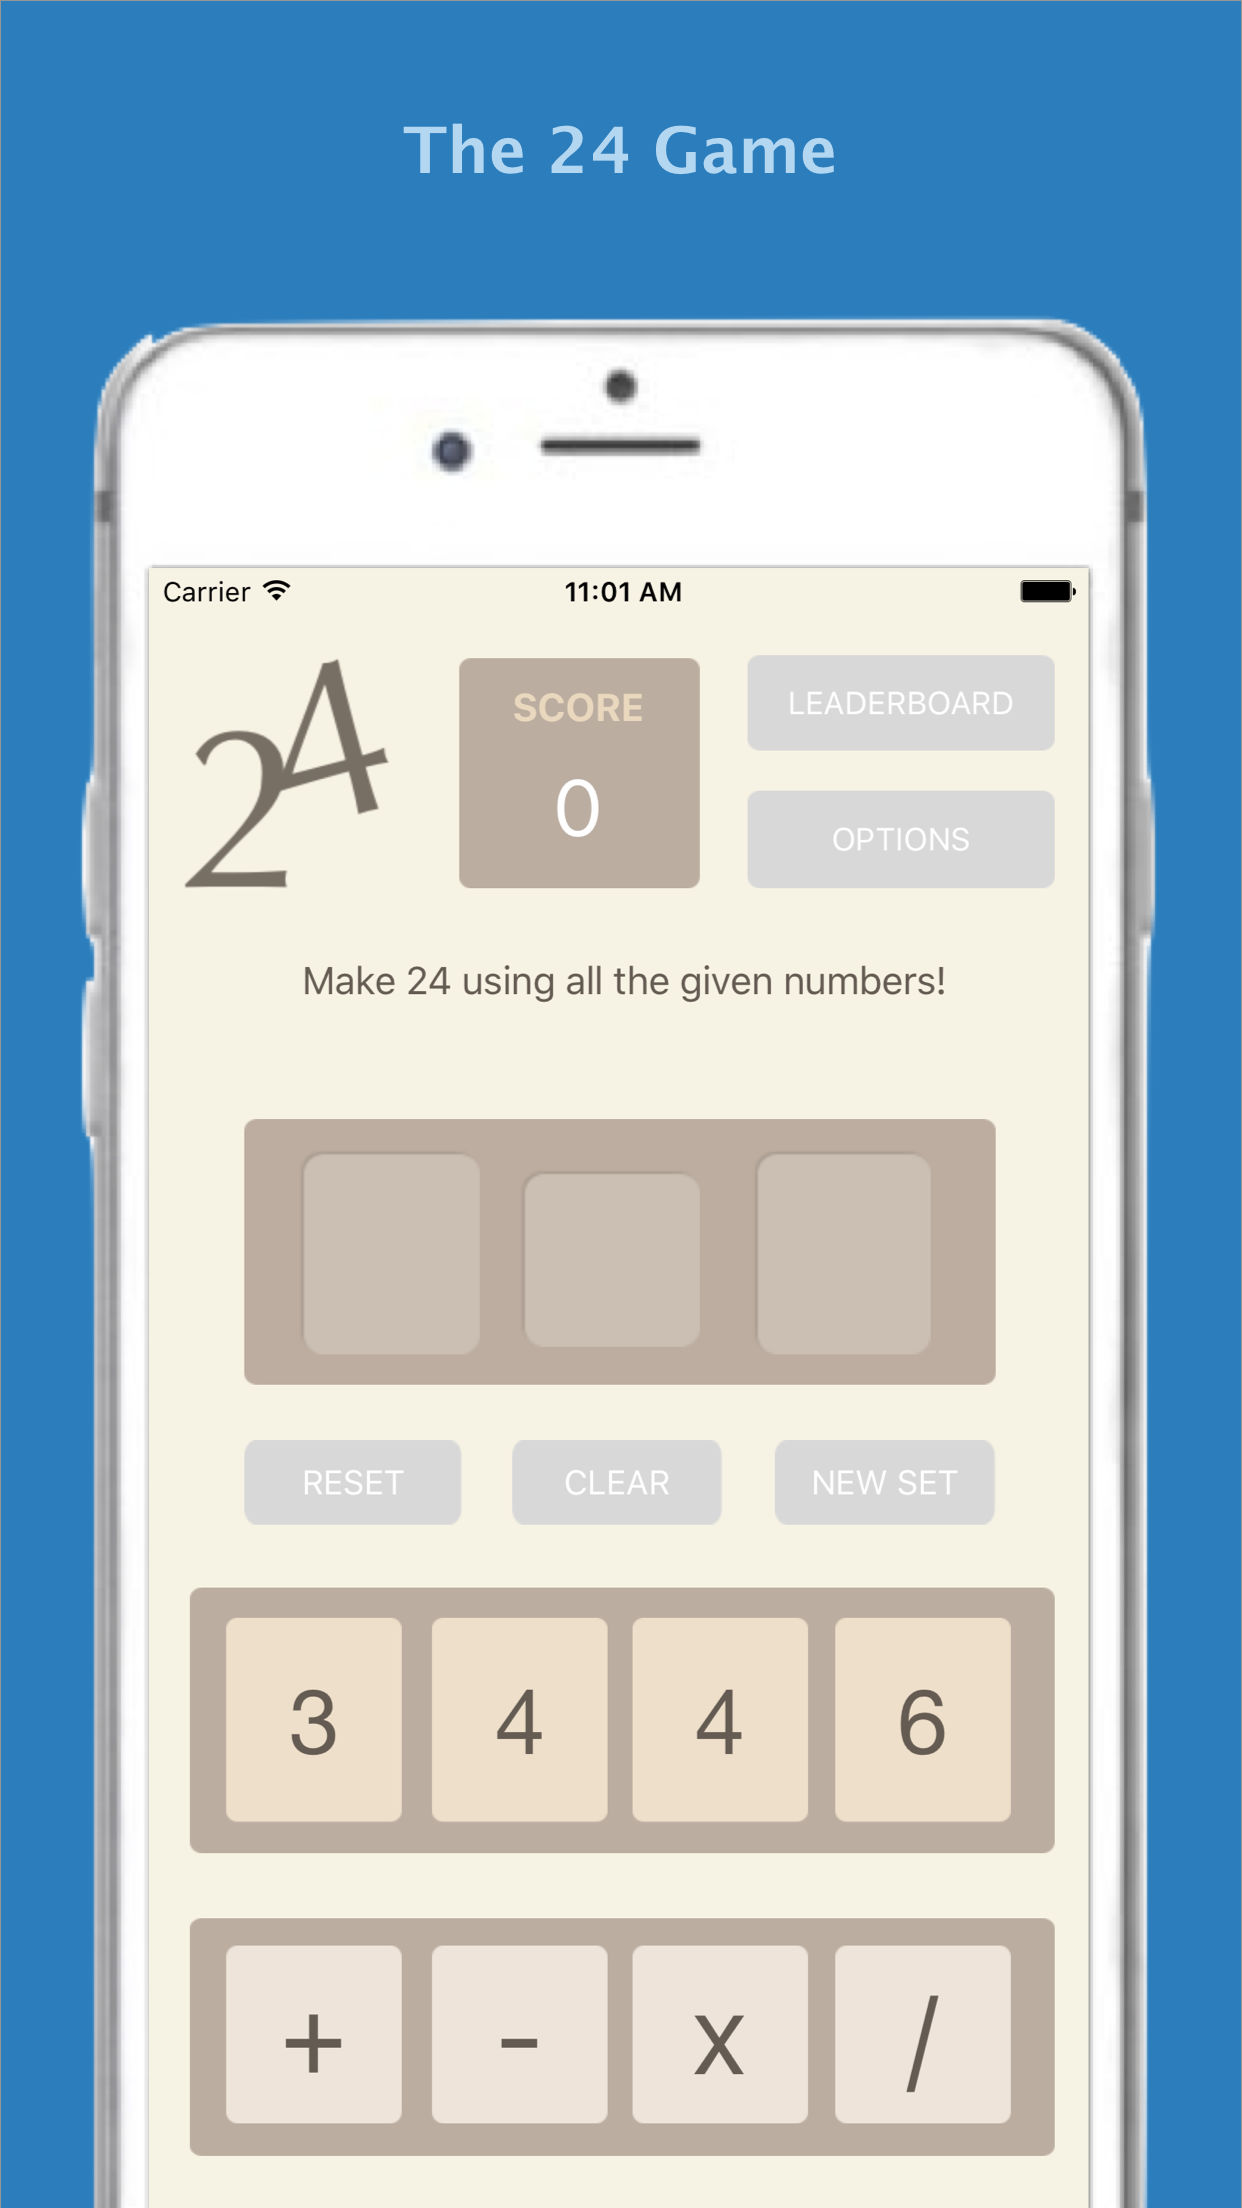 The 24 Game
Carrier 11:01 AM
24
SCORE
0
LEADERBOARD
OPTIONS
Make 24 using all the given numbers!
RESET CLEAR NEW SET
3 4 4 6
+ - x /